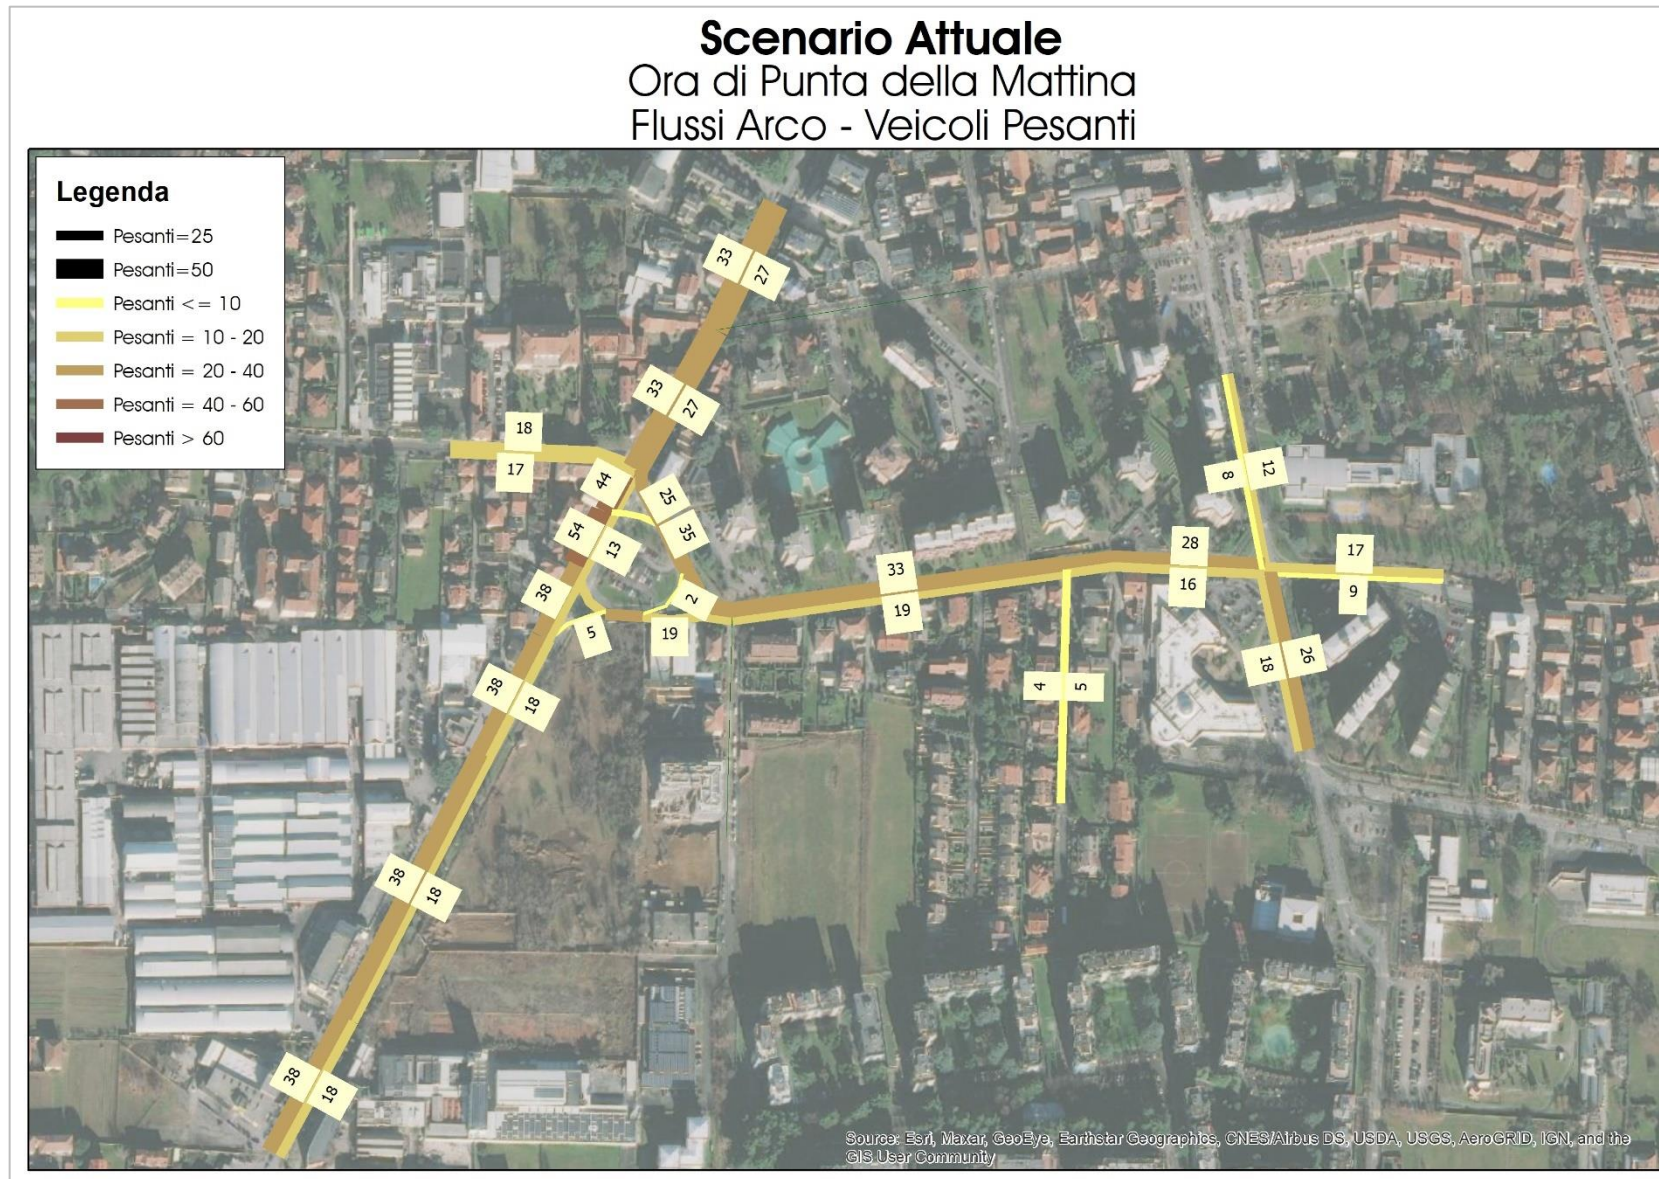 Scenario Attuale
Ora di Punta della Mattina
Flussi Arco - Veicoli Pesanti
Legenda
Pesanti=25
Pesanti=50
Pesanti <= 10
Pesanti = 10 - 20
Pesanti = 20 - 40
Pesanti = 40 - 60
Pesanti > 60
33
27
33
27
18
17
44
25
35
54
13
38
5
19
2
33
19
28
16
8
12
17
9
18
26
4
5
38
18
38
18
38
18
Source: Esri, Maxar, GeoEye, Earthstar Geographics, CNES/Airbus DS, USDA, USGS, AeroGRID, IGN, and the
GIS User Community